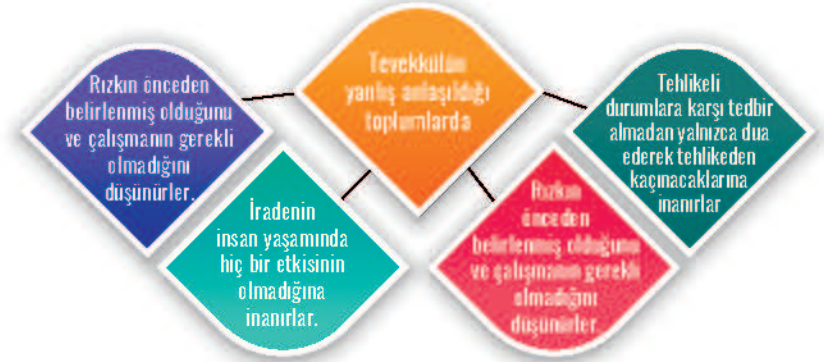 Tevekkülün
yanlış anlaşıldığı
toplumlarda
Rızkın önceden
belirlenmiş olduğunu
ve çalışmanın gerekli
olmadığını
düşünürler.
İradenin
insan yaşamında
hiç bir etkisinin
olmadığına
inanırlar.
Rızkın
önceden
belirlenmiş olduğunu
ve çalışmanın gerekli
olmadığını
düşünürler.
Tehlikeli
durumlara karşı tedbir
almadan yalnızca dua
ederek tehlikeden
kaçınacaklarına
inanırlar